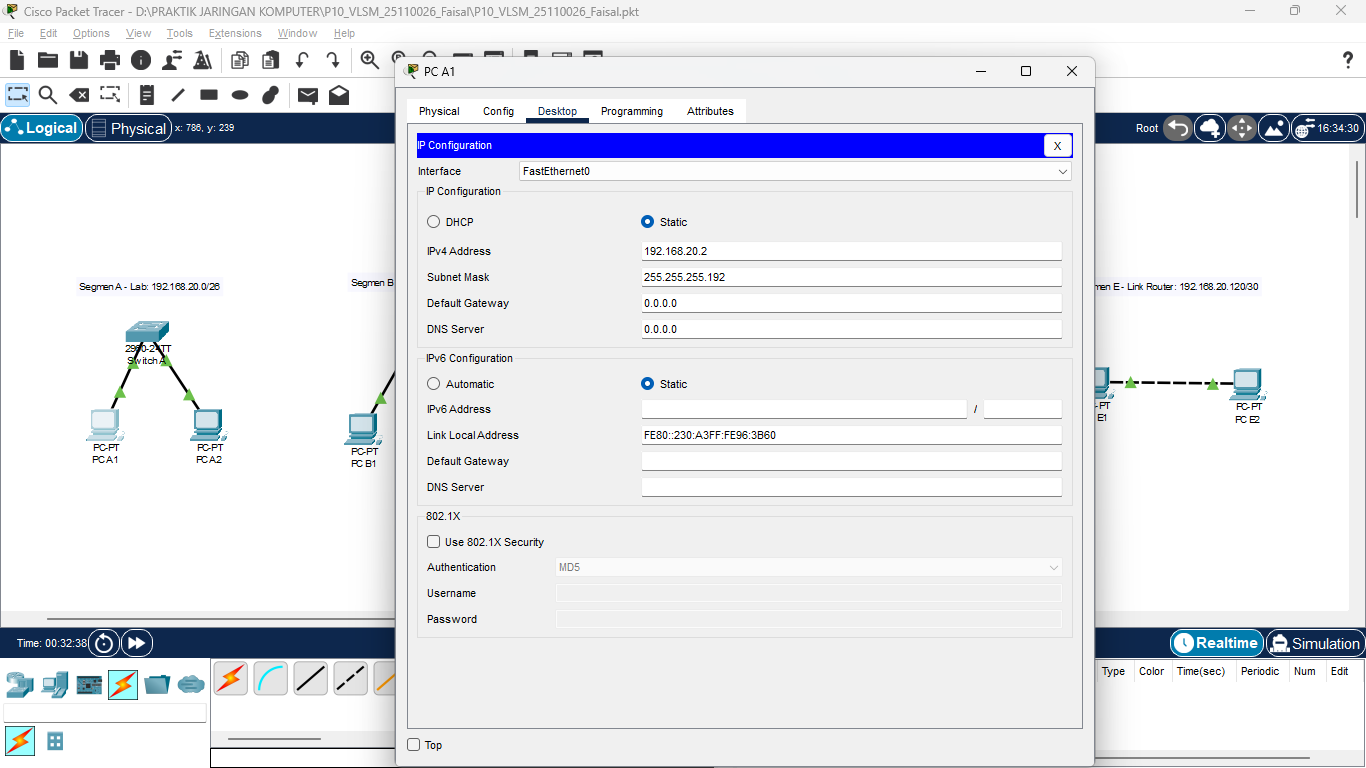 Cisco Packet Tracer - D:\PRAKTIK JARINGAN KOMPUTER\P10_VLSM_25110026_Faisal\P10_VLSM_25110026_Faisal.pkt
File Edit Options View Tools Extensions Window Help
PC A1
Physical Config Desktop Programming Attributes
Logical Physical x: 786, y: 239
Root 16:34:30
IP Configuration
X
Interface FastEthernet0
IP Configuration
DHCP Static
IPv4 Address 192.168.20.2
Subnet Mask 255.255.255.192
Default Gateway 0.0.0.0
DNS Server 0.0.0.0
IPv6 Configuration
Automatic Static
IPv6 Address /
Link Local Address FE80::230:A3FF:FE96:3B60
Default Gateway
DNS Server
802.1X
Use 802.1X Security
Authentication MD5
Username
Password
Top
Segmen A - Lab: 192.168.20.0/26
2960-24TT
Switch A
PC-PT
PC A1
PC-PT
PC A2
Segmen B
PC-PT
PC B1
men E - Link Router: 192.168.20.120/30
-PT
E1
PC-PT
PC E2
Time: 00:32:38
Realtime Simulation
Type Color Time(sec) Periodic Num Edit